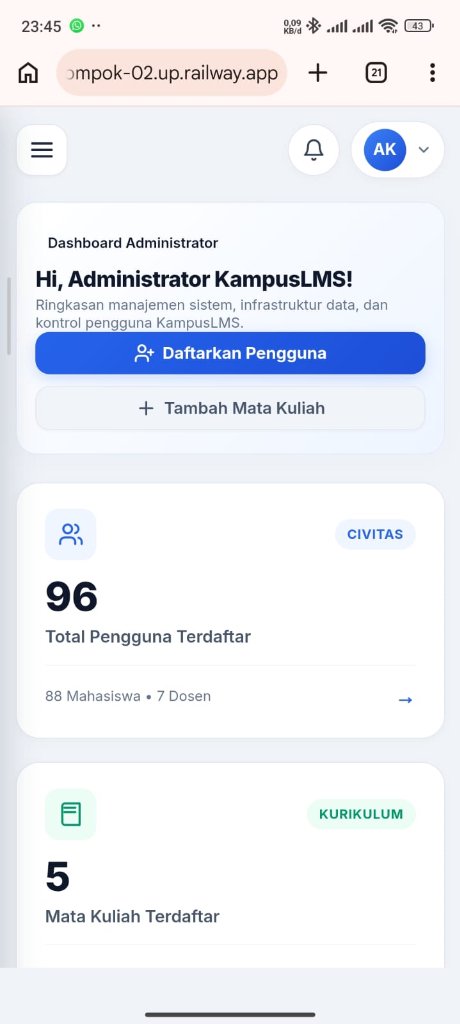 23:45
0,09
KB/d
43
ompok-02.up.railway.app
21
AK
Dashboard Administrator
Hi, Administrator KampusLMS!
Ringkasan manajemen sistem, infrastruktur data, dan
kontrol pengguna KampusLMS.
Daftarkan Pengguna
Tambah Mata Kuliah
CIVITAS
96
Total Pengguna Terdaftar
88 Mahasiswa • 7 Dosen
→
KURIKULUM
5
Mata Kuliah Terdaftar